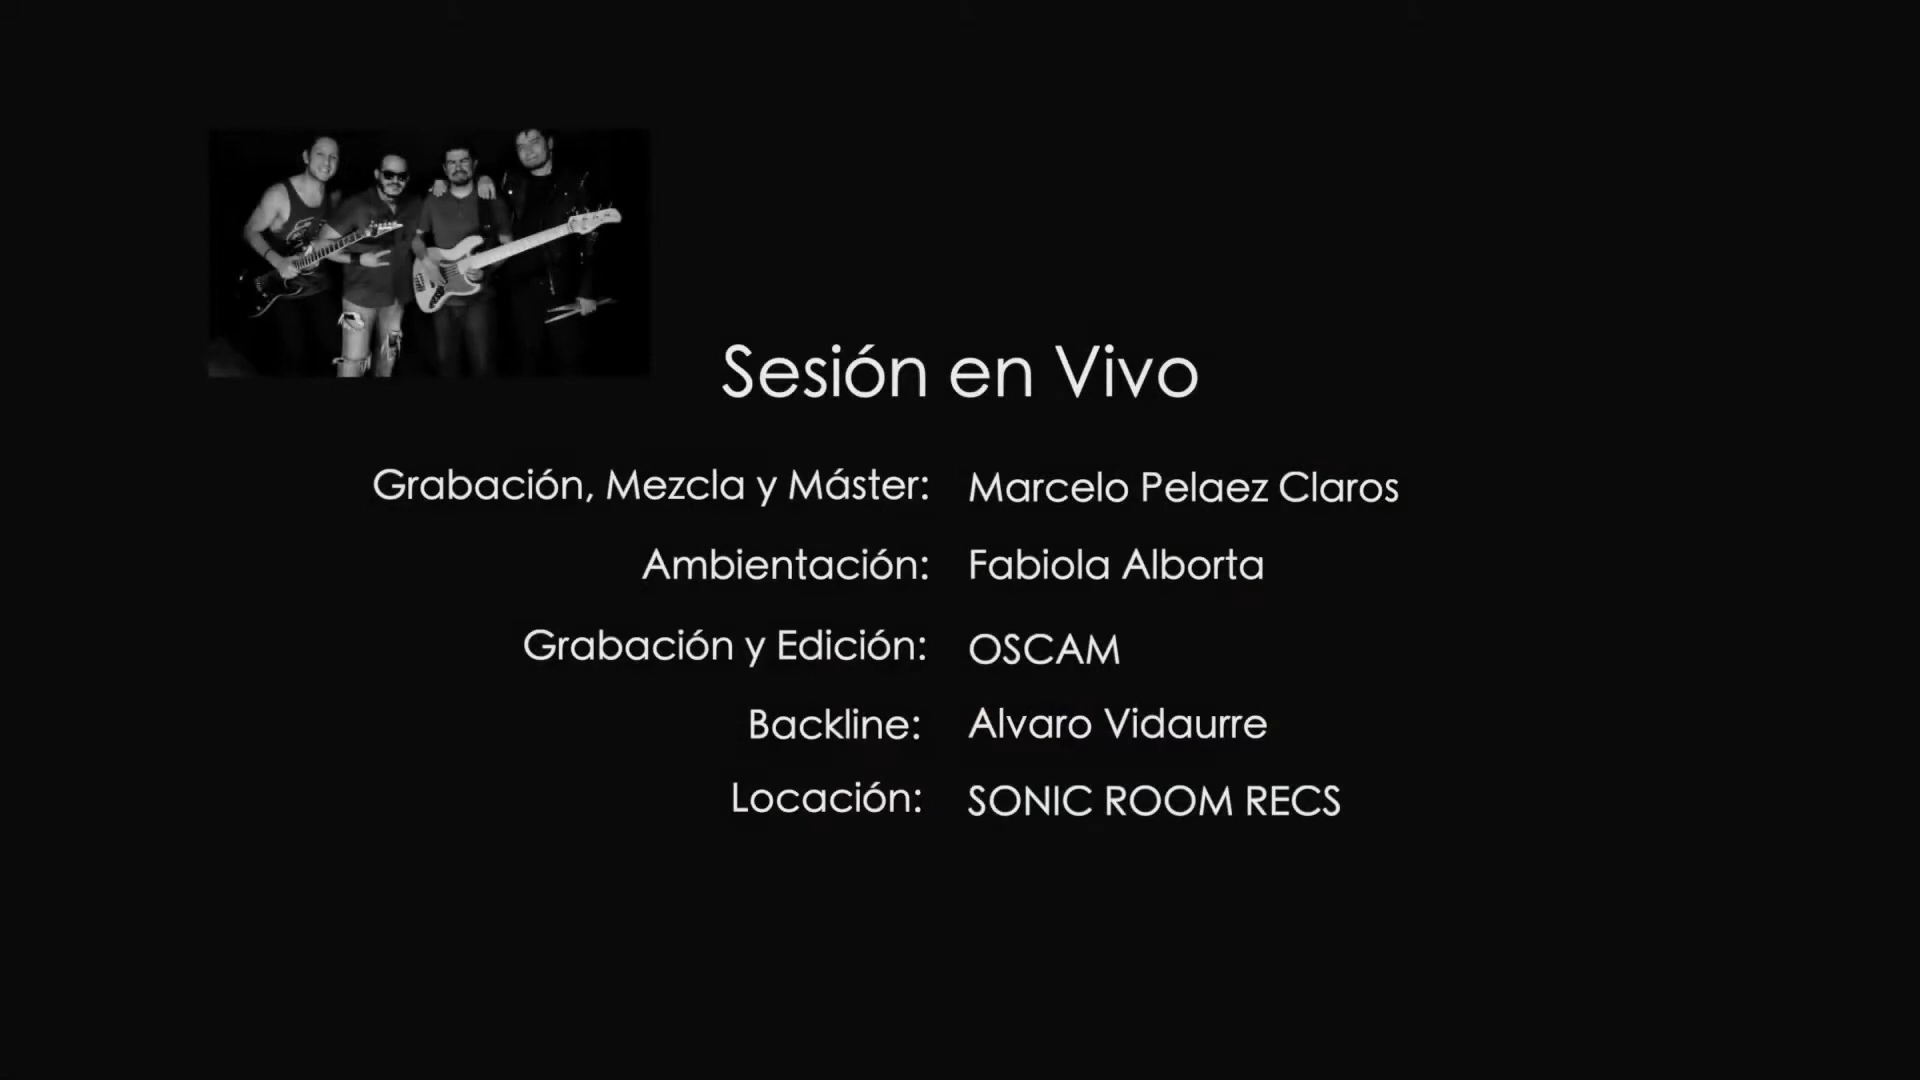 Sesión en Vivo
Grabación, Mezcla y Máster: Marcelo Pelaez Claros
Ambientación: Fabiola Alborta
Grabación y Edición: OSCAM
Backline: Alvaro Vidaurre
Locación: SONIC ROOM RECS